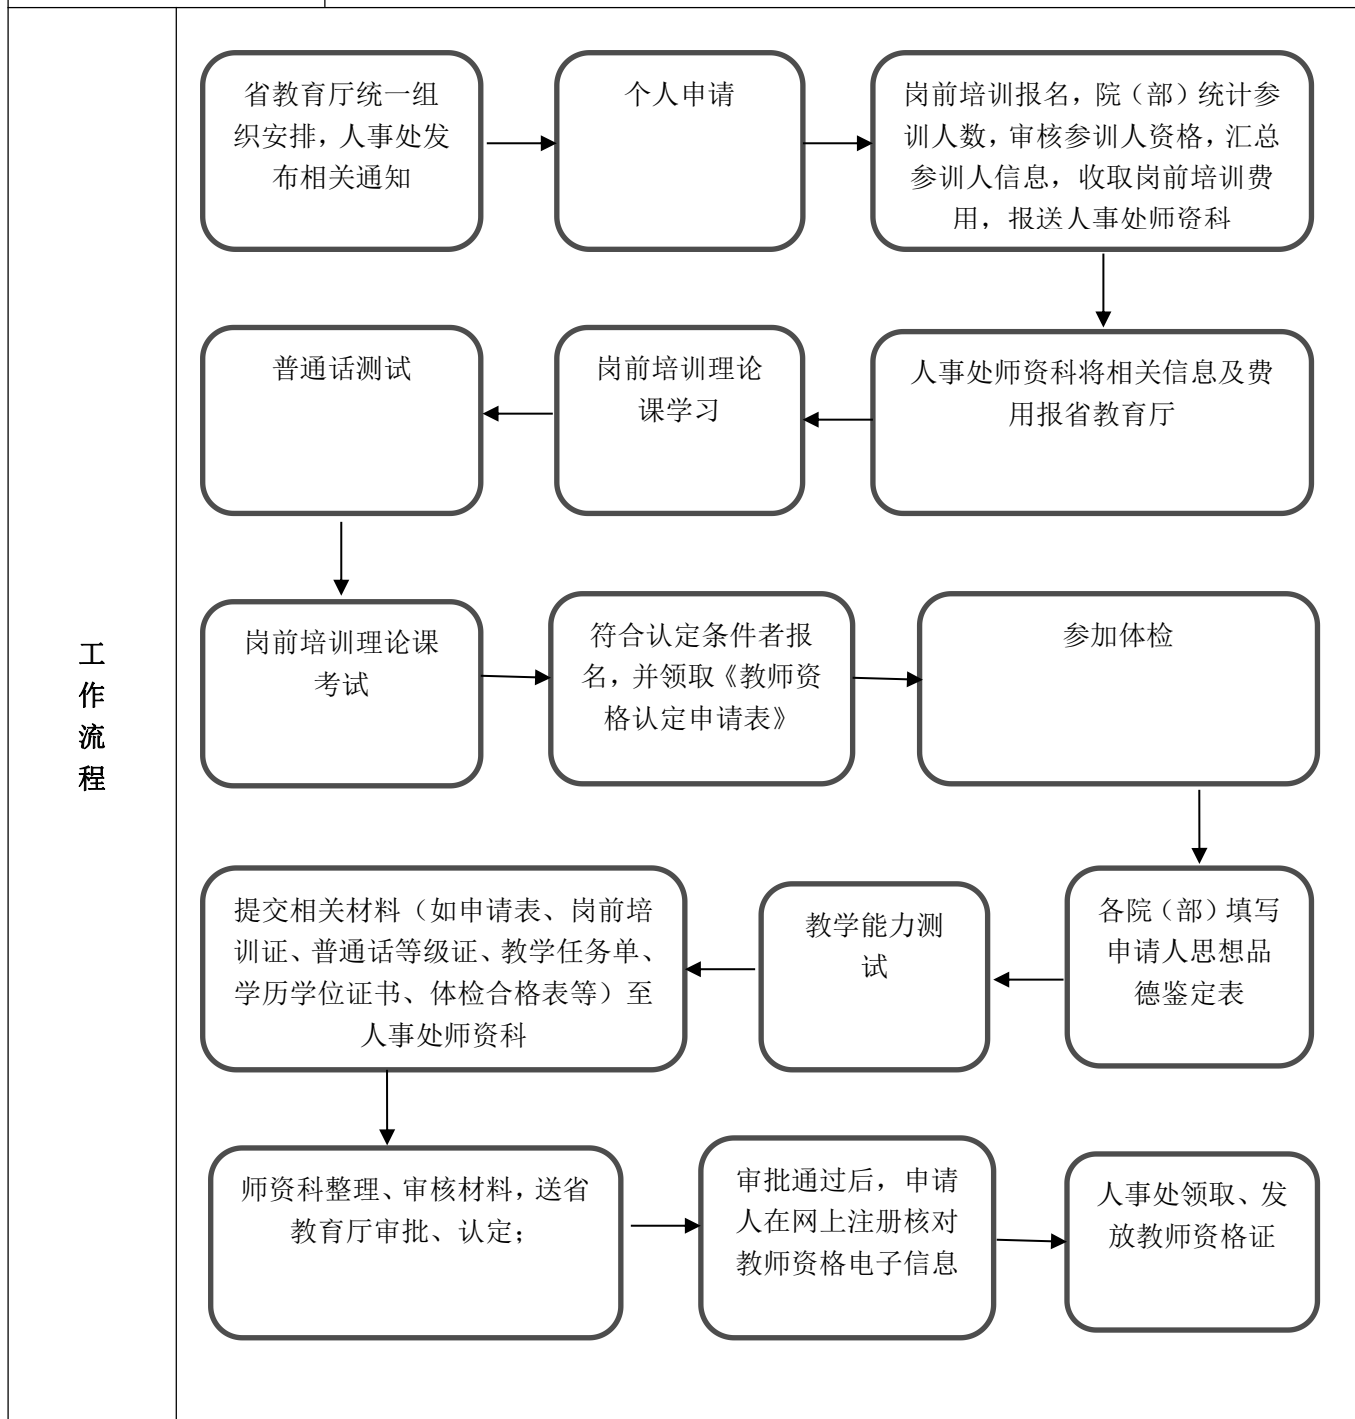 工
作
流
程
省教育厅统一组
织安排，人事处发
布相关通知
个人申请
岗前培训报名，院（部）统计参
训人数，审核参训人资格，汇总
参训人信息，收取岗前培训费
用，报送人事处师资科
人事处师资科将相关信息及费
用报省教育厅
岗前培训理论
课学习
普通话测试
岗前培训理论课
考试
符合认定条件者报
名，并领取《教师资
格认定申请表》
参加体检
各院（部）填写
申请人思想品
德鉴定表
教学能力测
试
提交相关材料（如申请表、岗前培
训证、普通话等级证、教学任务单、
学历学位证书、体检合格表等）至
人事处师资科
师资科整理、审核材料，送省
教育厅审批、认定；
审批通过后，申请
人在网上注册核对
教师资格电子信息
人事处领取、发
放教师资格证